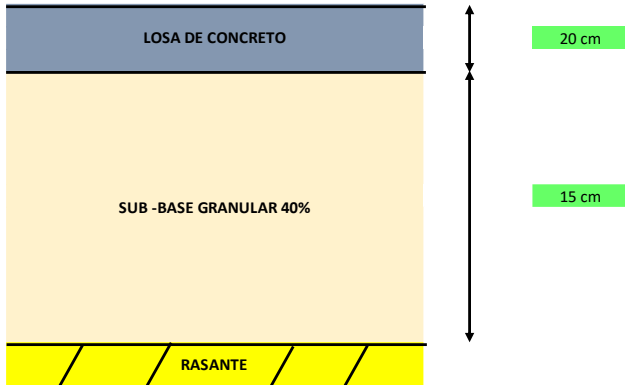 LOSA DE CONCRETO
20 cm
SUB -BASE GRANULAR 40%
15 cm
RASANTE